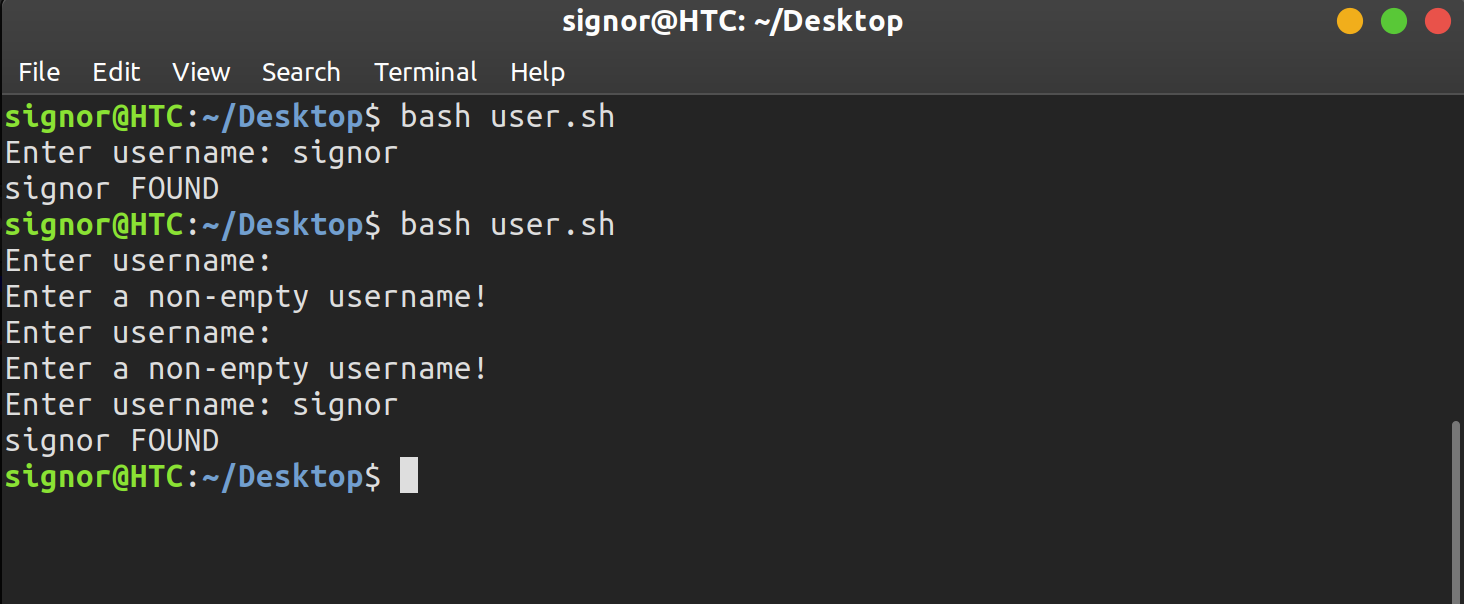 signor@HTC: ~/Desktop
File Edit View Search Terminal Help
signor@HTC:~/Desktop$ bash user.sh
Enter username: signor
signor FOUND
signor@HTC:~/Desktop$ bash user.sh
Enter username:
Enter a non-empty username!
Enter username:
Enter a non-empty username!
Enter username: signor
signor FOUND
signor@HTC:~/Desktop$